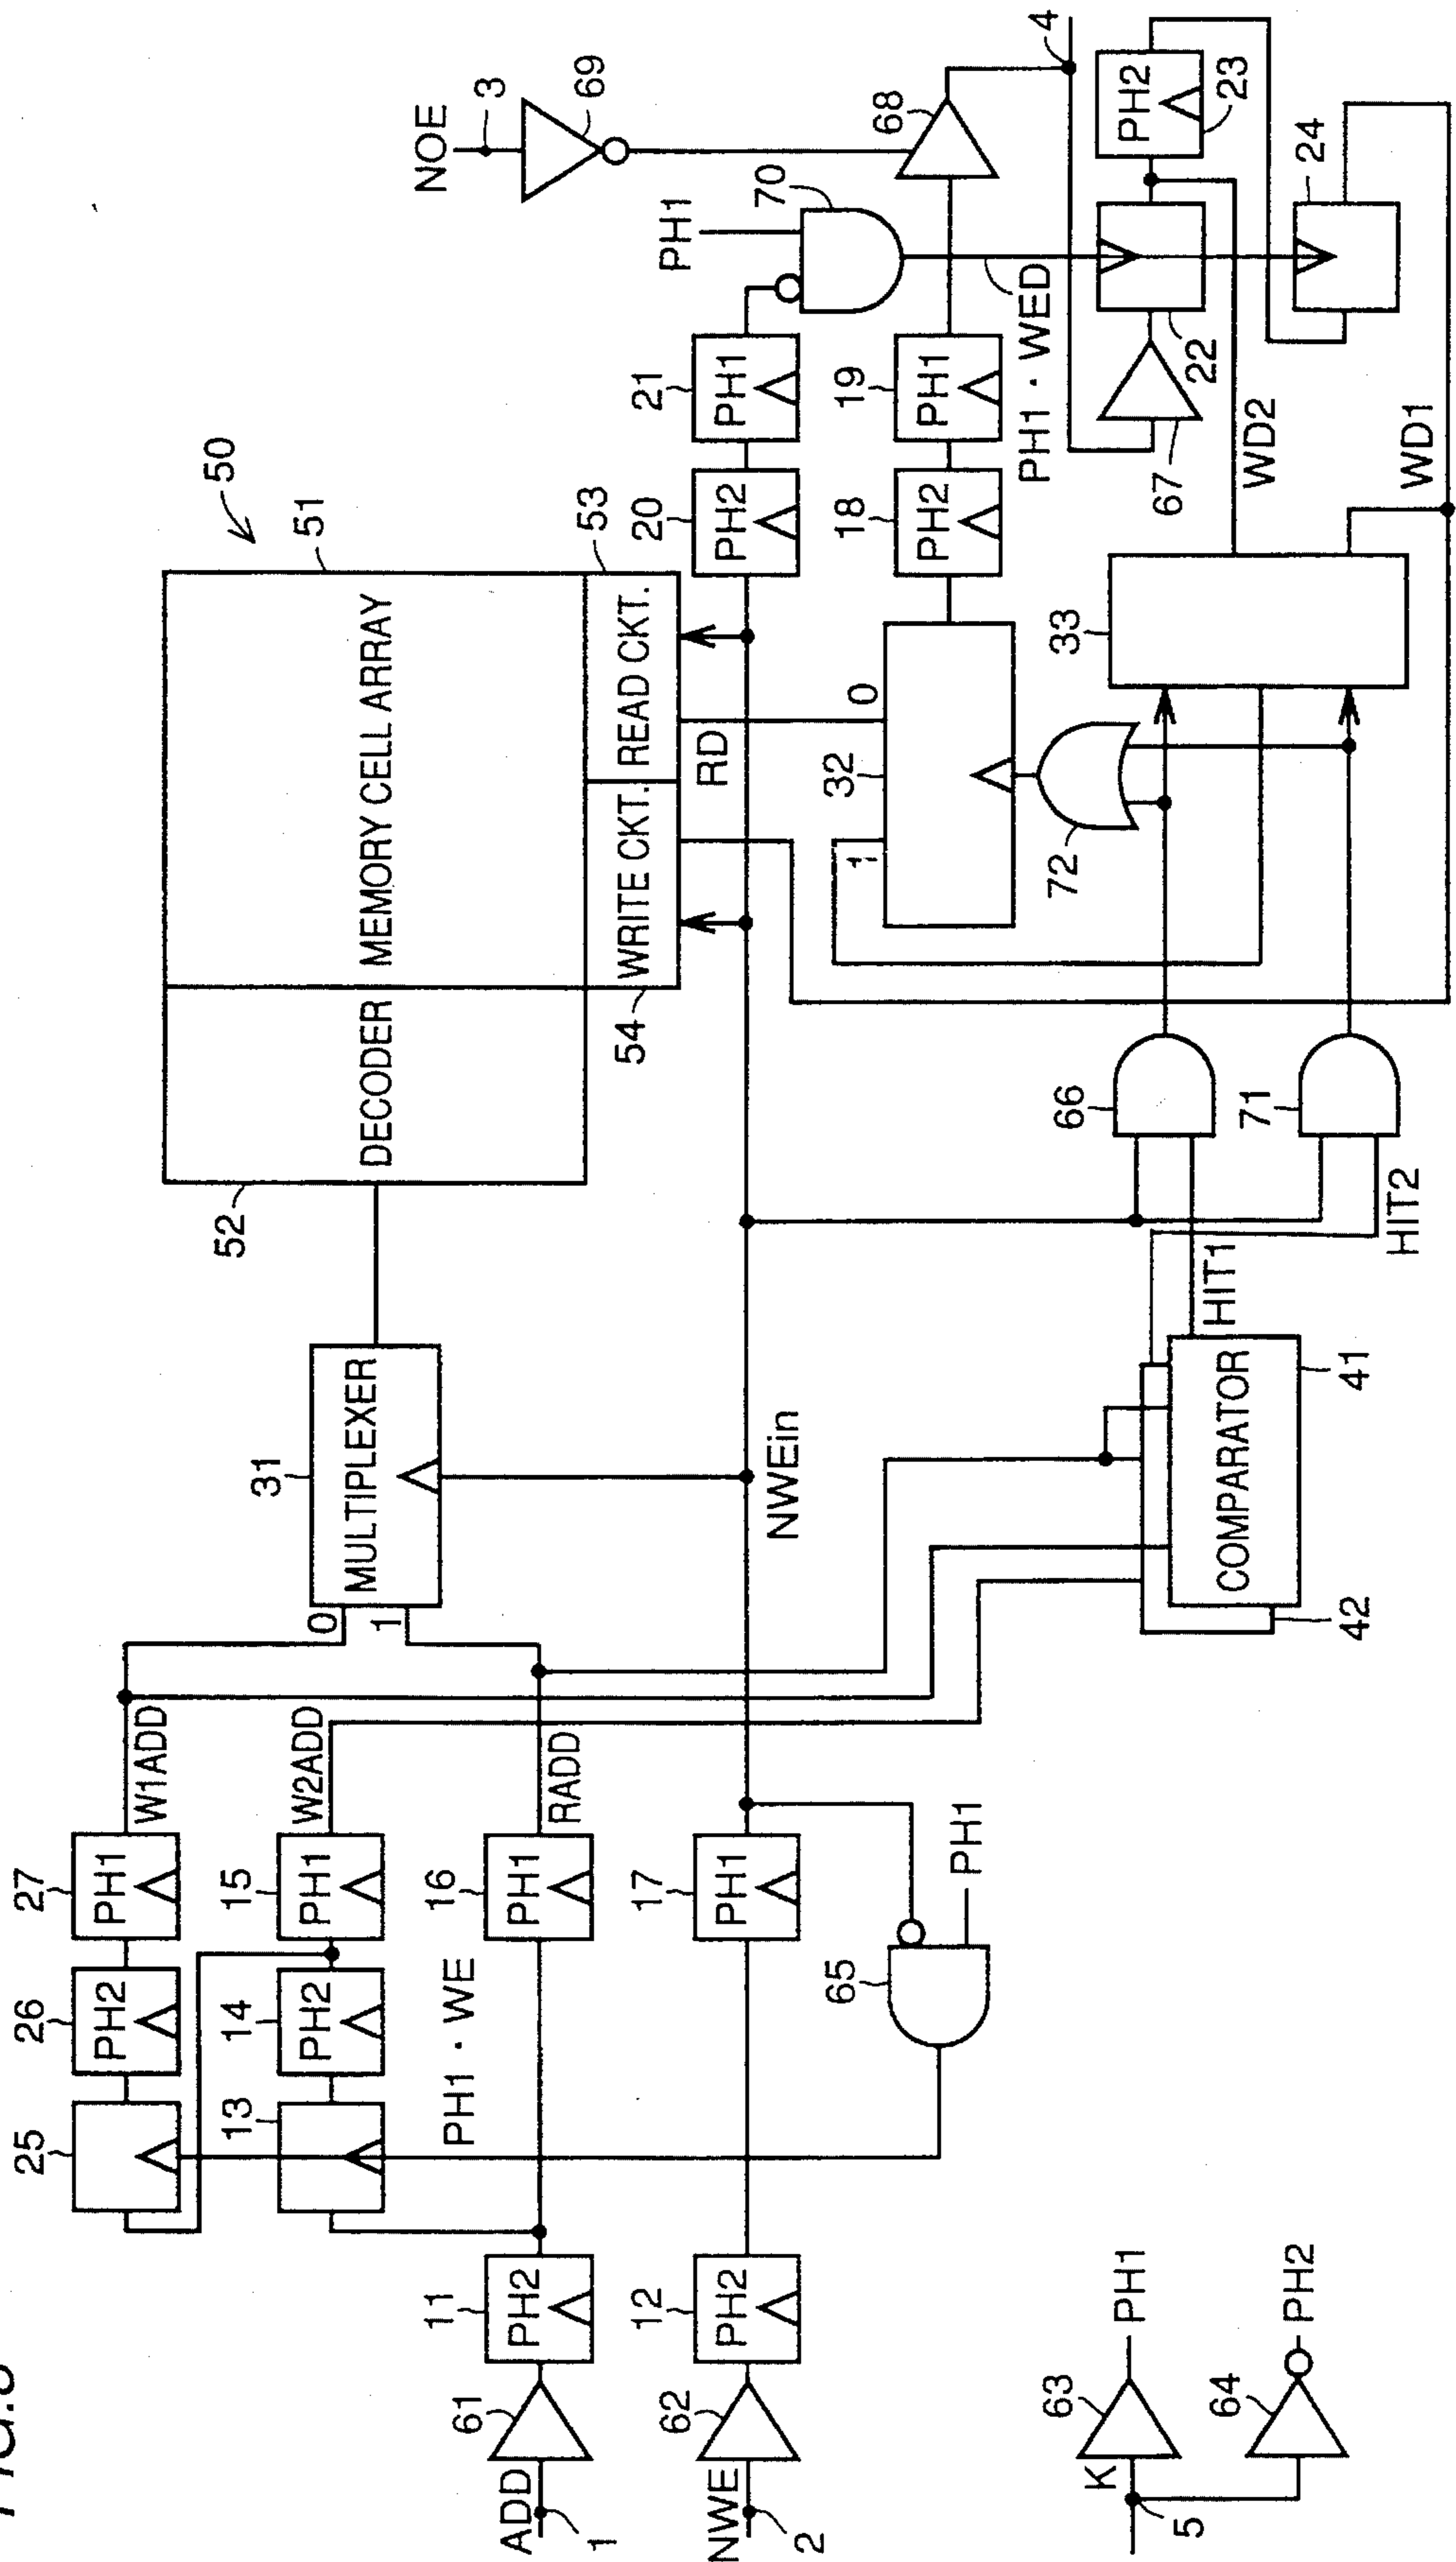 50
51
MEMORY CELL ARRAY
52
DECODER
53
READ CKT.
54
WRITE CKT.
NOE
3
69
68
4
PH1
70
PH2
23
24
22
67
PH1 · WED
21
PH1
20
PH2
19
PH1
18
PH2
WD2
WD1
33
RD
0
32
1
72
66
71
HIT1
HIT2
31
MULTIPLEXER
0
1
NWEin
COMPARATOR
41
42
27
PH1
W1ADD
26
PH2
25
15
PH1
W2ADD
14
PH2
13
16
PH1
RADD
PH1 · WE
17
PH1
65
PH1
11
PH2
12
PH2
61
62
ADD
1
NWE
2
63
PH1
64
PH2
K
5